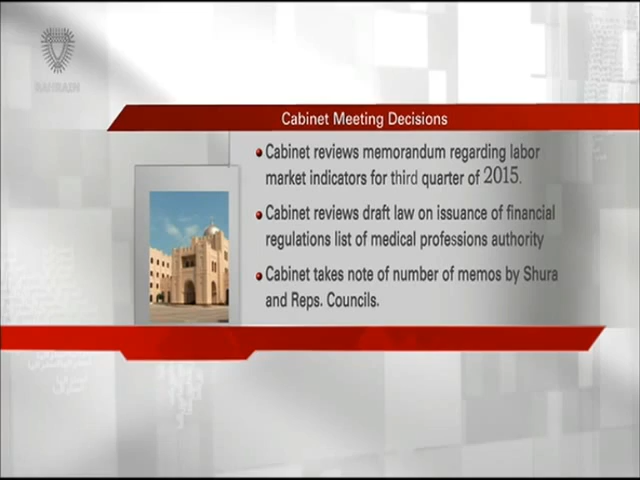 BAHRAIN
Cabinet Meeting Decisions
Cabinet reviews memorandum regarding labor
market indicators for third quarter of 2015.
Cabinet reviews draft law on issuance of financial
regulations list of medical professions authority
Cabinet takes note of number of memos by Shura
and Reps. Councils.